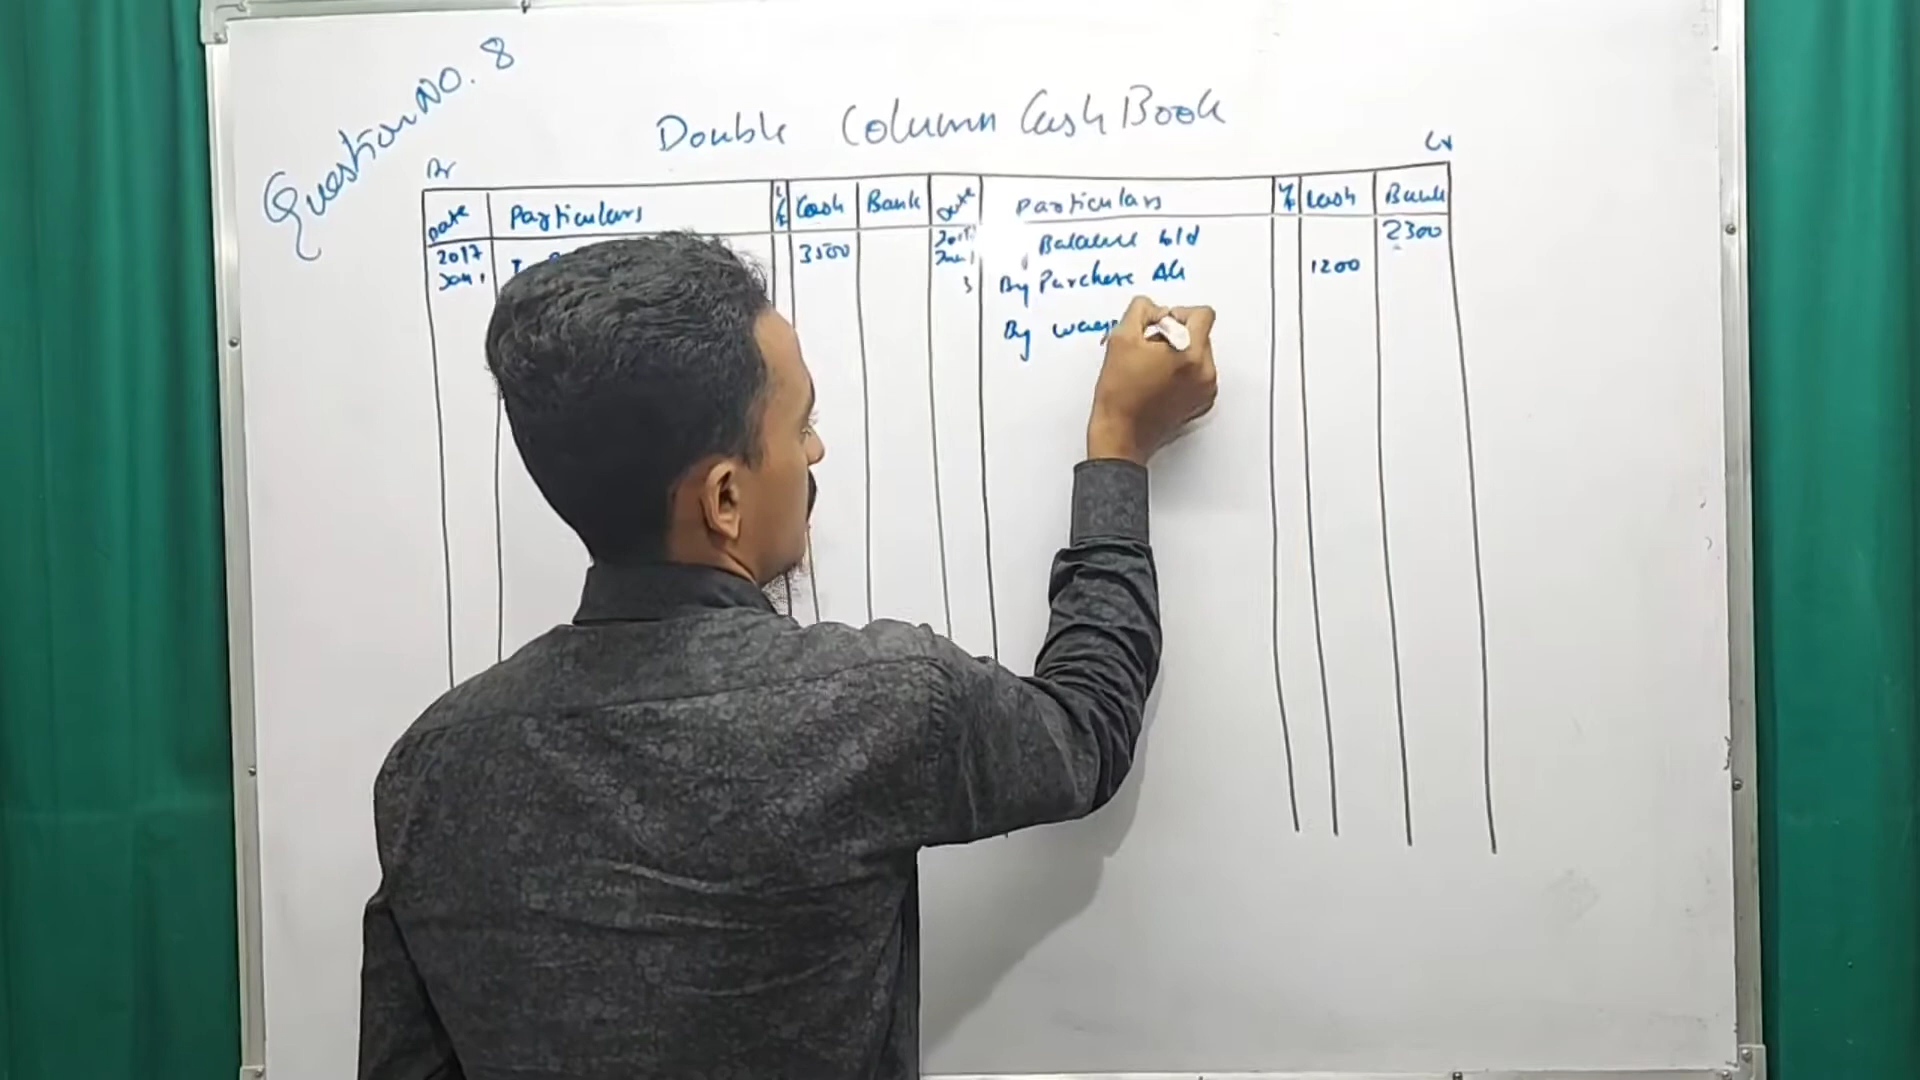 Question NO. 8
Double Column Cash Book
Dr Cr
Date Particulars L/F Cash Bank Date Particulars L/F Cash Bank
2017 3500 2017 Balance b/d 2300
Jan 1 Jan 1
3 By Purchase A/c 1200
By